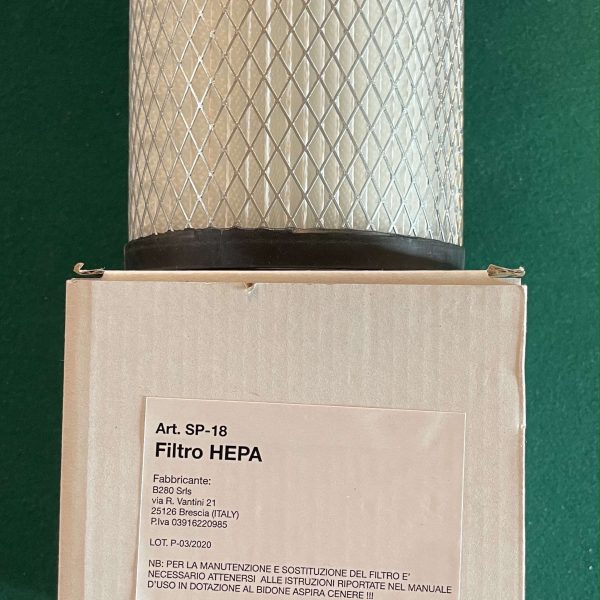 Art. SP-18
Filtro HEPA
Fabbricante:
B280 Srls
via R. Vantini 21
25126 Brescia (ITALY)
P.Iva 03916220985
LOT. P-03/2020
NB: PER LA MANUTENZIONE E SOSTITUZIONE DEL FILTRO E'
NECESSARIO ATTENERSI ALLE ISTRUZIONI RIPORTATE NEL MANUALE
D'USO IN DOTAZIONE AL BIDONE ASPIRA CENERE !!!